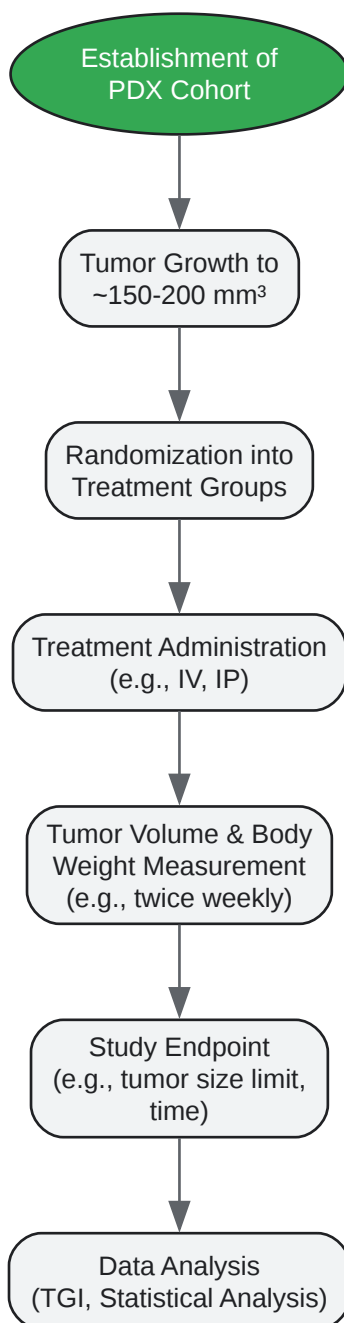 Establishment of
PDX Cohort
Tumor Growth to
~150-200 mm³
Randomization into
Treatment Groups
Treatment Administration
(e.g., IV, IP)
Tumor Volume & Body
Weight Measurement
(e.g., twice weekly)
Study Endpoint
(e.g., tumor size limit,
time)
Data Analysis
(TGI, Statistical Analysis)